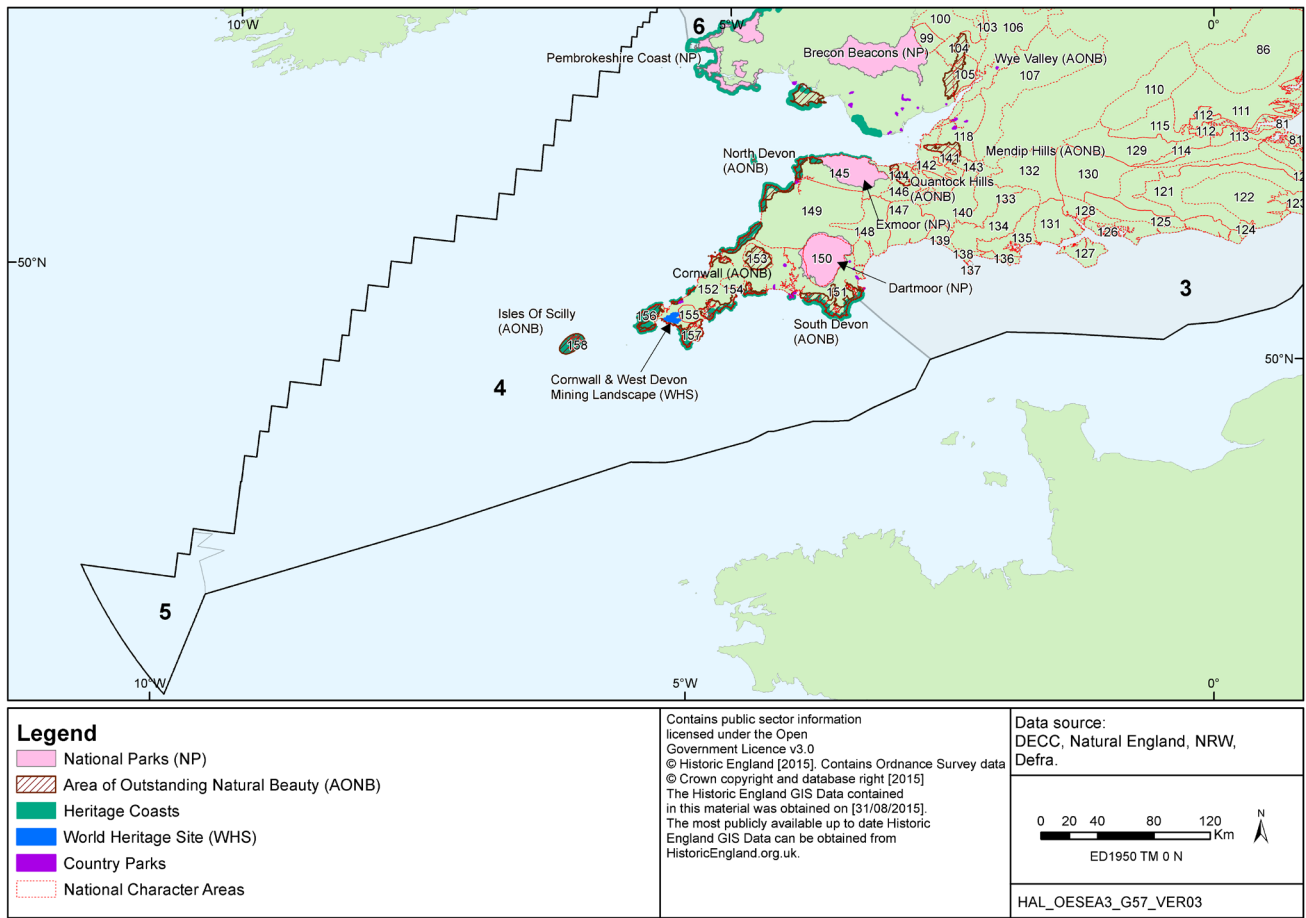 10°W
6
5°W
0°
100
103
106
99
86
Pembrokeshire Coast (NP)
Brecon Beacons (NP)
104
Wye Valley (AONB)
105
107
110
112
111
115
112
113
81
81
118
129
114
North Devon
(AONB)
Mendip Hills (AONB)
141
142
143
132
130
145
144
Quantock Hills
(AONB)
146
121
122
123
149
147
133
Exmoor (NP)
140
128
148
134
131
125
124
126
139
135
138
136
127
137
50°N
153
150
Cornwall (AONB)
Dartmoor (NP)
3
152
154
151
Isles Of Scilly
(AONB)
156
155
South Devon
(AONB)
157
158
50°N
4
Cornwall & West Devon
Mining Landscape (WHS)
5
10°W
5°W
0°
Legend
National Parks (NP)
Area of Outstanding Natural Beauty (AONB)
Heritage Coasts
World Heritage Site (WHS)
Country Parks
National Character Areas
Contains public sector information
licensed under the Open
Government Licence v3.0
© Historic England [2015]. Contains Ordnance Survey data
© Crown copyright and database right [2015]
The Historic England GIS Data contained
in this material was obtained on [31/08/2015].
The most publicly available up to date Historic
England GIS Data can be obtained from
HistoricEngland.org.uk.
Data source:
DECC, Natural England, NRW,
Defra.
0 20 40 80 120
Km
N
ED1950 TM 0 N
HAL_OESEA3_G57_VER03